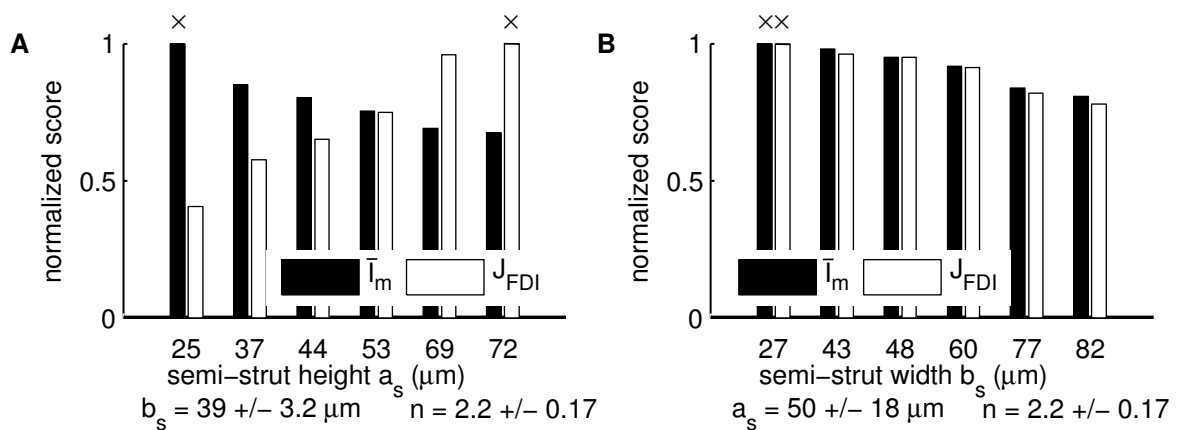 A
×
×
normalized score
1
0.5
0
Ī_m J_FDI
25 37 44 53 69 72
semi−strut height a_s (μm)
b_s = 39 +/− 3.2 μm n = 2.2 +/− 0.17
B
××
normalized score
1
0.5
0
Ī_m J_FDI
27 43 48 60 77 82
semi−strut width b_s (μm)
a_s = 50 +/− 18 μm n = 2.2 +/− 0.17